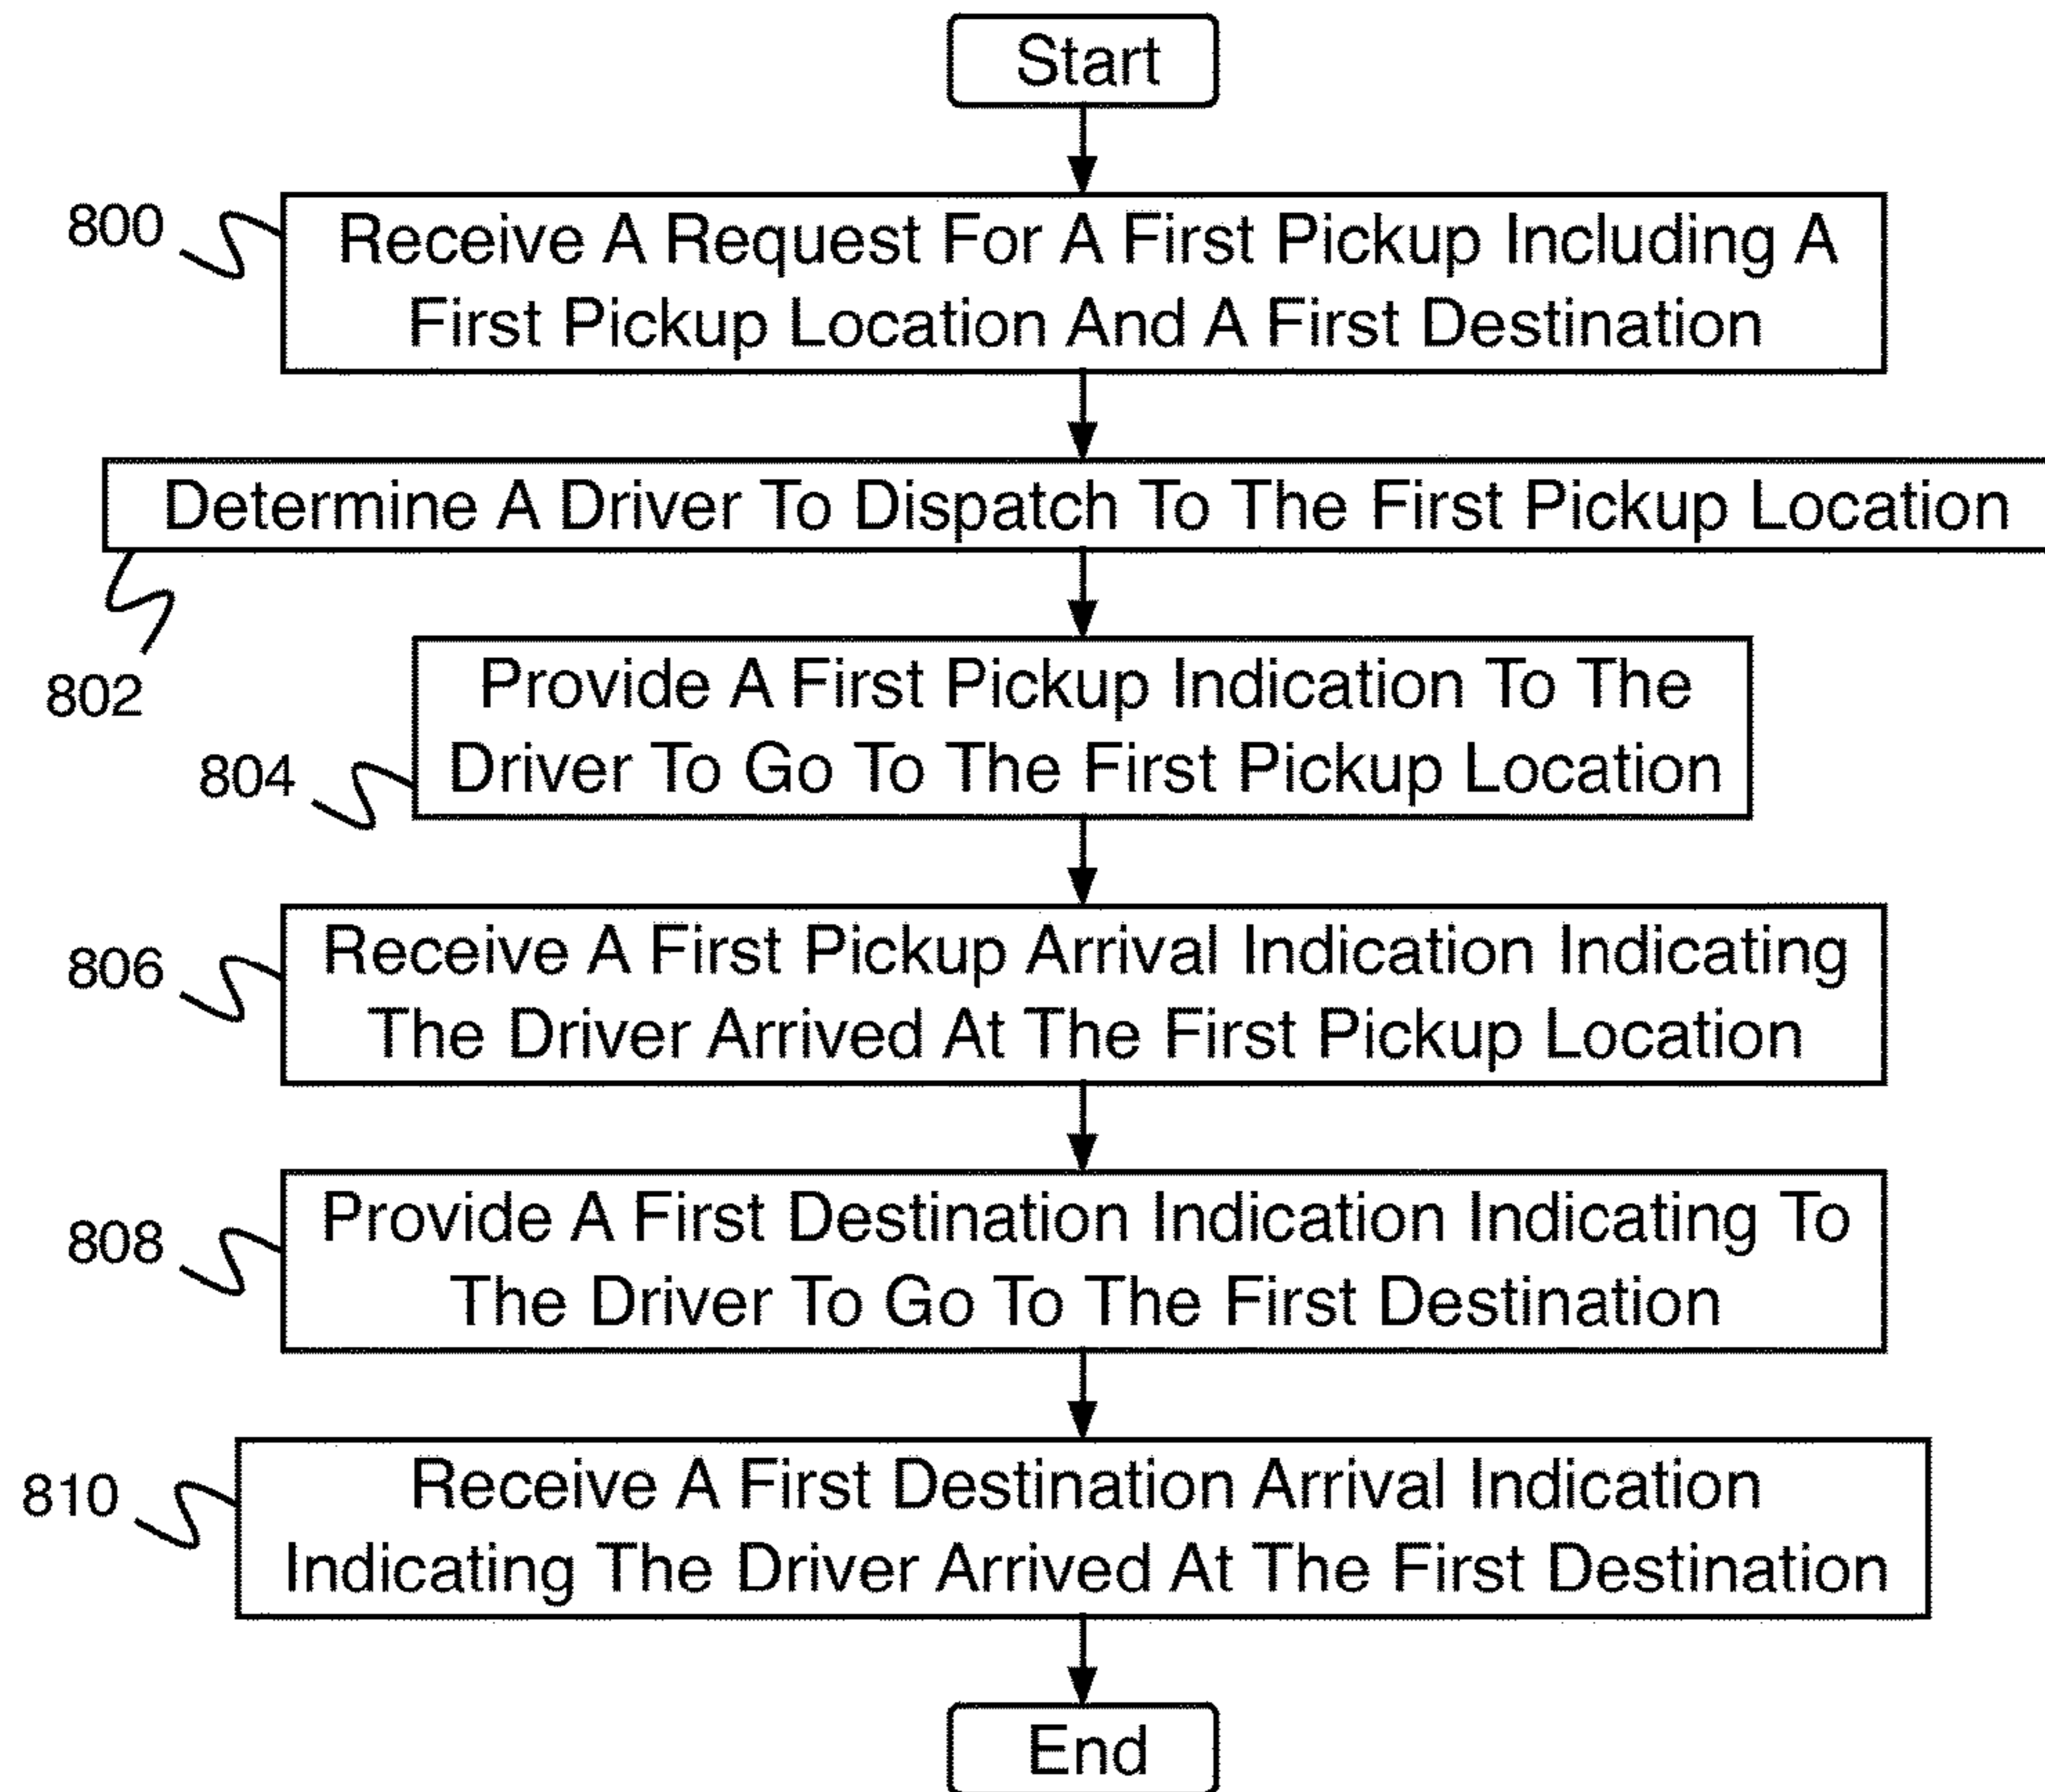 Start
800
Receive A Request For A First Pickup Including A
First Pickup Location And A First Destination
Determine A Driver To Dispatch To The First Pickup Location
802
Provide A First Pickup Indication To The
Driver To Go To The First Pickup Location
804
806
Receive A First Pickup Arrival Indication Indicating
The Driver Arrived At The First Pickup Location
808
Provide A First Destination Indication Indicating To
The Driver To Go To The First Destination
810
Receive A First Destination Arrival Indication
Indicating The Driver Arrived At The First Destination
End